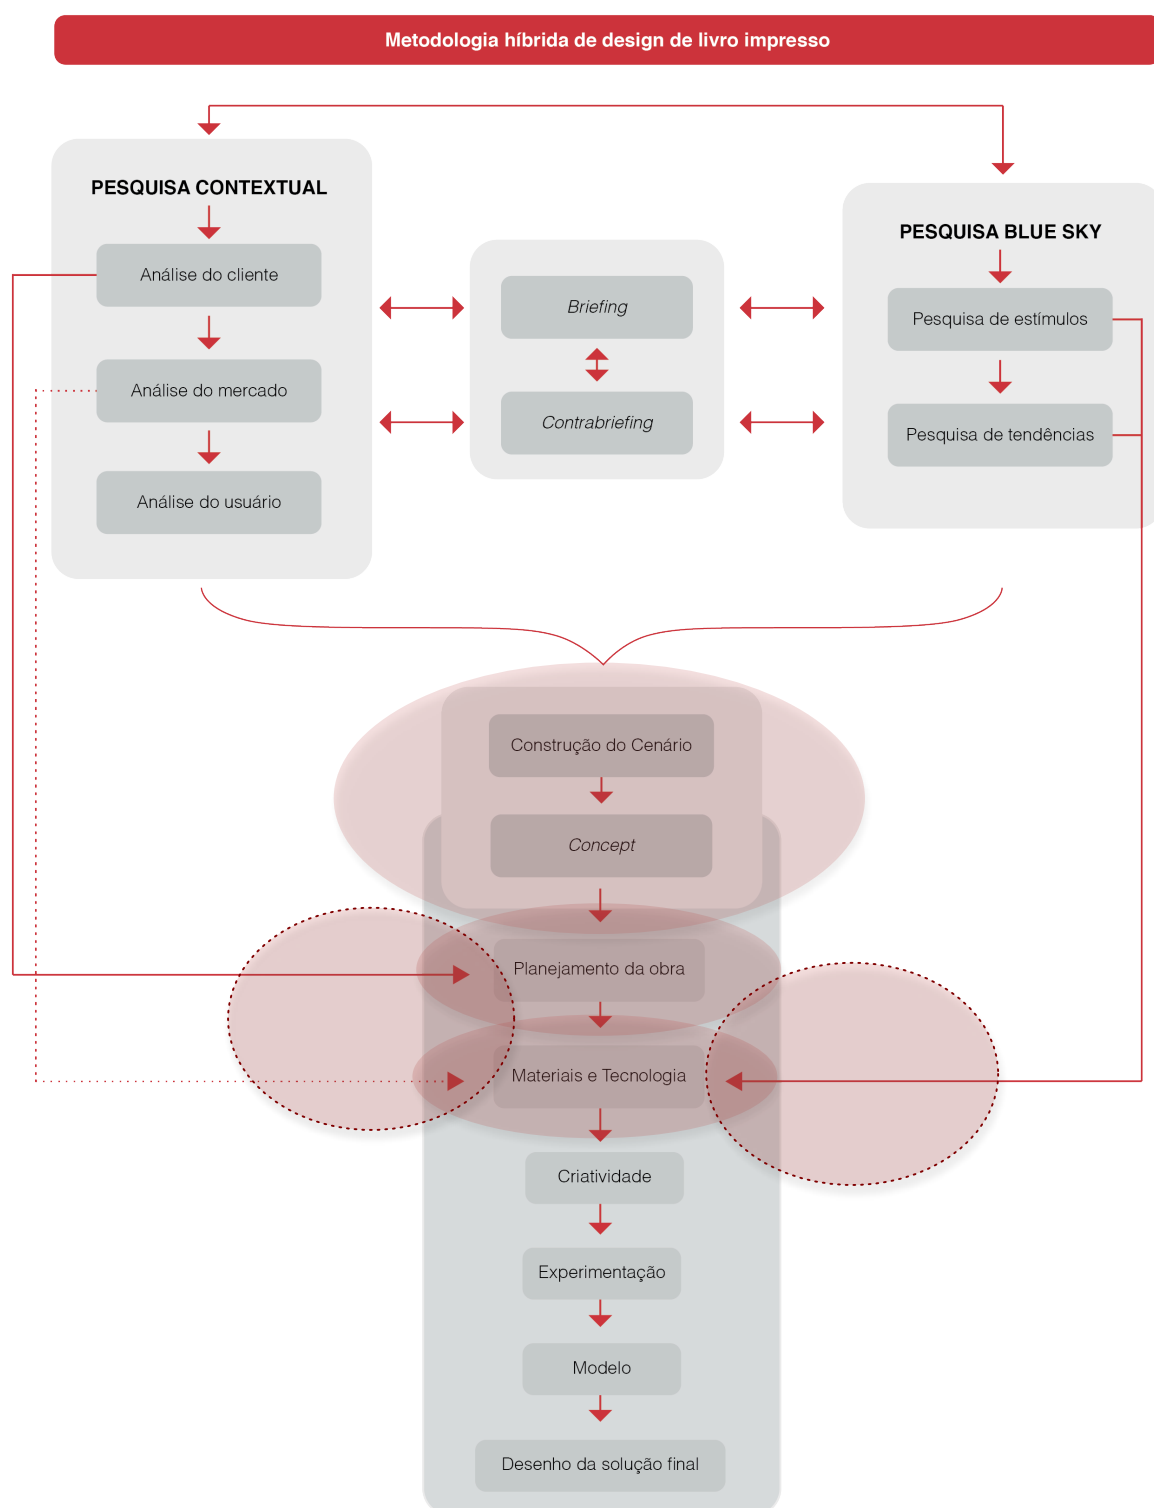 Metodologia híbrida de design de livro impresso
PESQUISA CONTEXTUAL
Análise do cliente
Análise do mercado
Análise do usuário
Briefing
Contrabriefing
PESQUISA BLUE SKY
Pesquisa de estímulos
Pesquisa de tendências
Construção do Cenário
Concept
Planejamento da obra
Materiais e Tecnologia
Criatividade
Experimentação
Modelo
Desenho da solução final